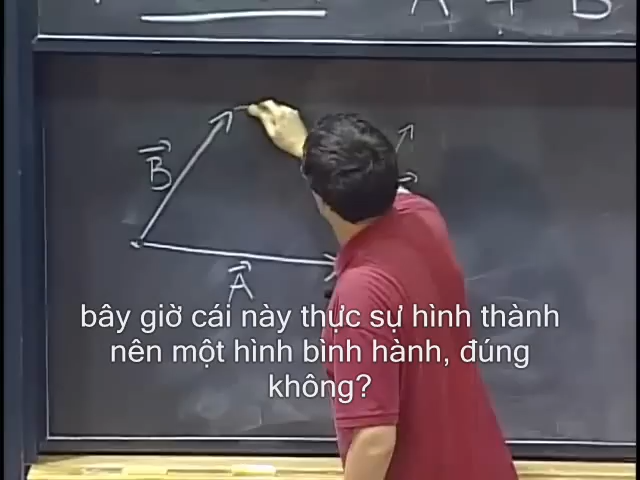 A + B
B
A
bây giờ cái này thực sự hình thành
nên một hình bình hành, đúng
không?